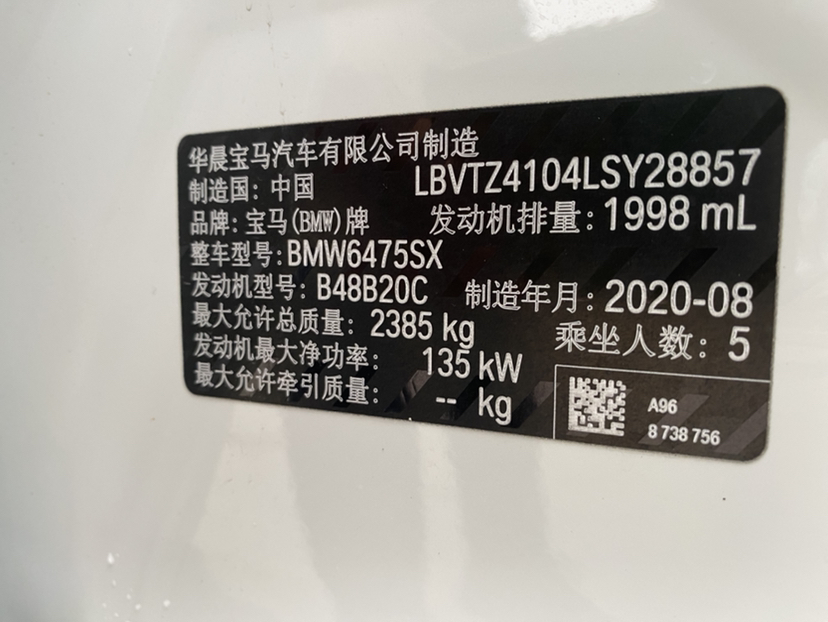 华晨宝马汽车有限公司制造
制造国: 中国 LBVTZ4104LSY28857
品牌: 宝马(BMW)牌 发动机排量: 1998 mL
整车型号: BMW6475SX
发动机型号: B48B20C 制造年月: 2020-08
最大允许总质量: 2385 kg 乘坐人数: 5
发动机最大净功率: 135 kW
最大允许牵引质量: -- kg
A96
8 738 756